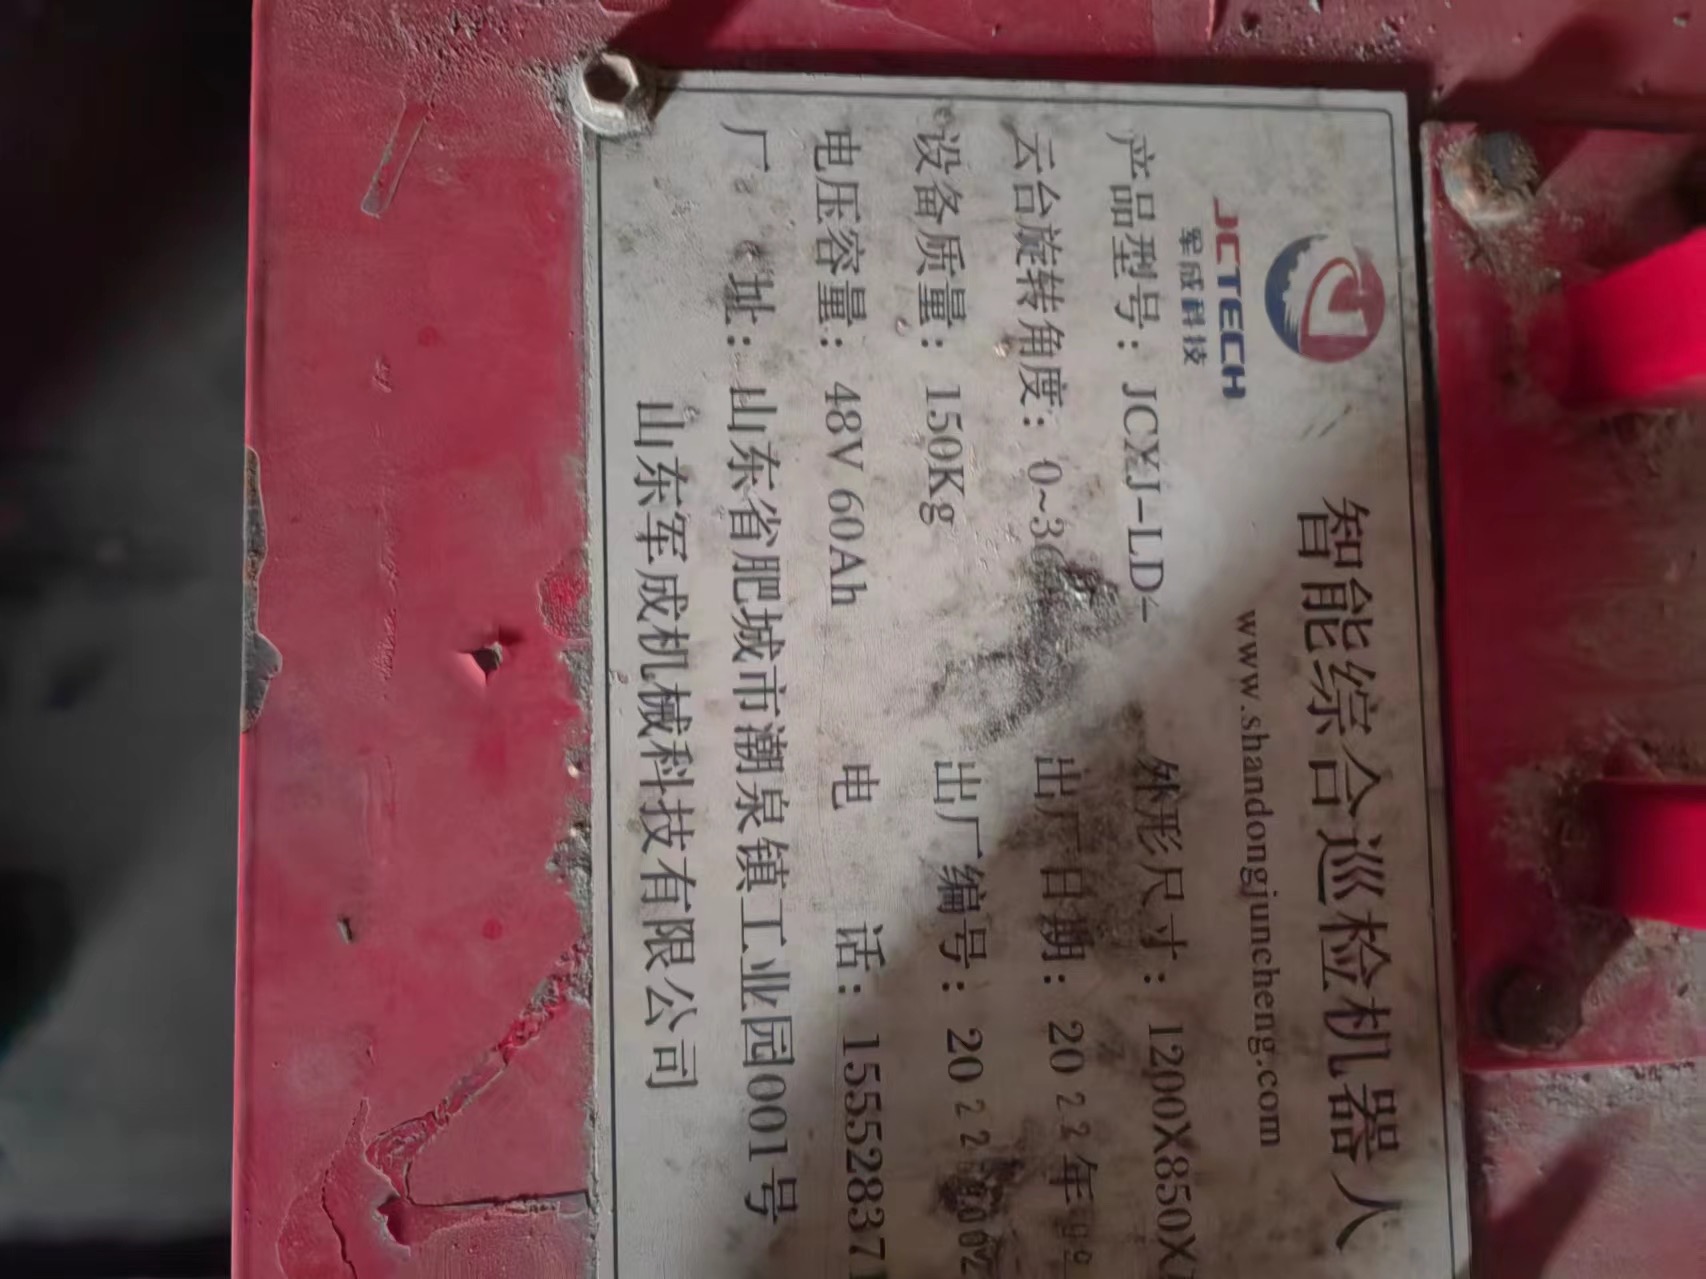 JCTECH
军成科技
智能综合巡检机器人
www.shandongjuncheng.com
产品型号：JCXJ-LD- 外形尺寸：1200X850X
云台旋转角度：0~36 出厂日期：2022年09
设备质量：150Kg 出厂编号：2022
电压容量：48V 60Ah 电 话：15552837
厂 址：山东省肥城市潮泉镇工业园001号
山东军成机械科技有限公司